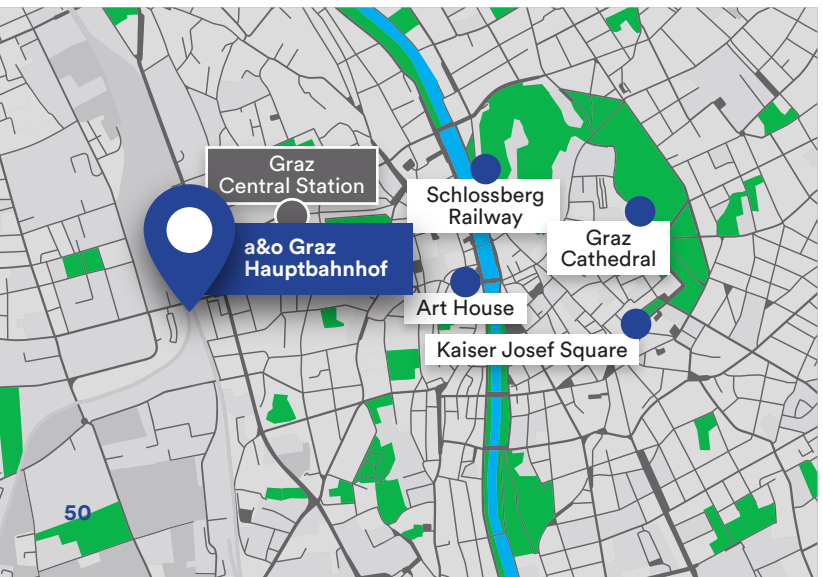 Graz
Central Station
a&o Graz
Hauptbahnhof
Schlossberg
Railway
Graz
Cathedral
Art House
Kaiser Josef Square
50